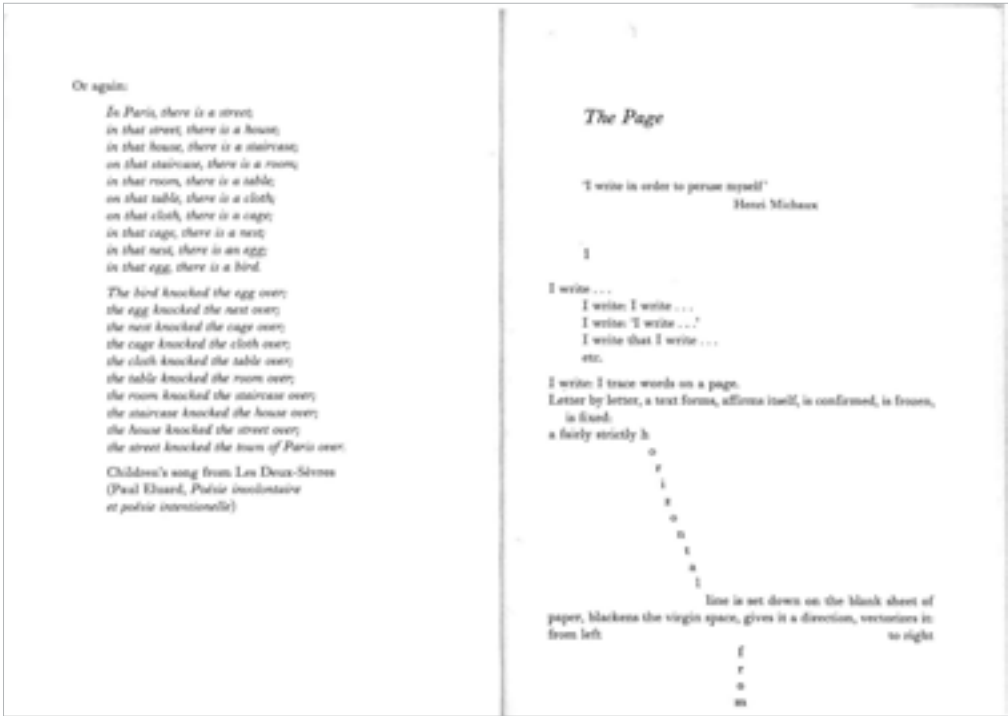 Or again:
In Paris, there is a street;
in that street, there is a house;
in that house, there is a staircase;
on that staircase, there is a room;
in that room, there is a table;
on that table, there is a cloth;
on that cloth, there is a cage;
in that cage, there is a nest;
in that nest, there is an egg;
in that egg, there is a bird.
The bird knocked the egg over;
the egg knocked the nest over;
the nest knocked the cage over;
the cage knocked the cloth over;
the cloth knocked the table over;
the table knocked the room over;
the room knocked the staircase over;
the staircase knocked the house over;
the house knocked the street over;
the street knocked the town of Paris over.
Children's song from Les Deux-Sèvres
(Paul Eluard, Poésie involontaire
et poésie intentionelle)
The Page
'I write in order to peruse myself'
Henri Michaux
I
I write . . .
I write: I write . . .
I write: 'I write . . .'
I write that I write . . .
etc.
I write: I trace words on a page.
Letter by letter, a text forms, affirms itself, is confirmed, is frozen,
is fixed:
a fairly strictly h
o
r
i
z
o
n
t
a
l
line is set down on the blank sheet of
paper, blackens the virgin space, gives it a direction, vectorizes it:
from left to right
f
r
o
m